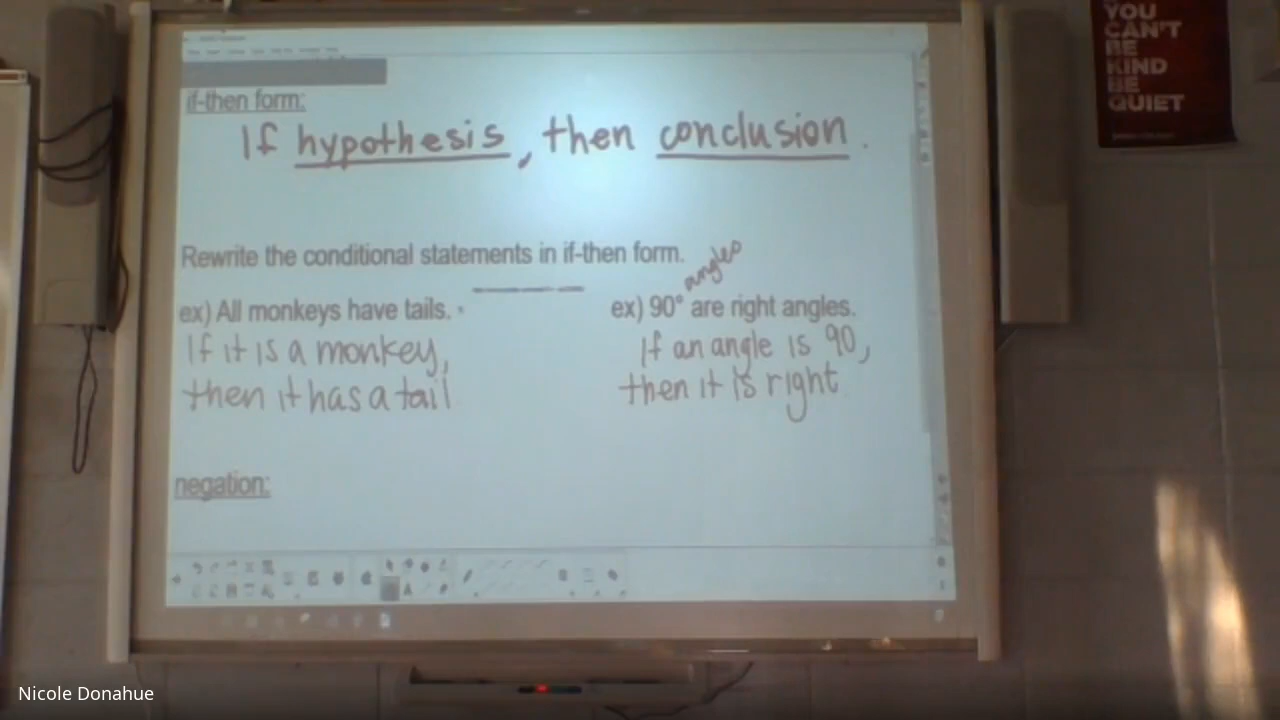 if-then form:
If hypothesis, then conclusion.
Rewrite the conditional statements in if-then form.
angles
ex) All monkeys have tails.
If it is a monkey,
then it has a tail
ex) 90° are right angles.
If an angle is 90,
then it is right
negation:
YOU
CAN'T
BE
KIND
BE
QUIET
Nicole Donahue